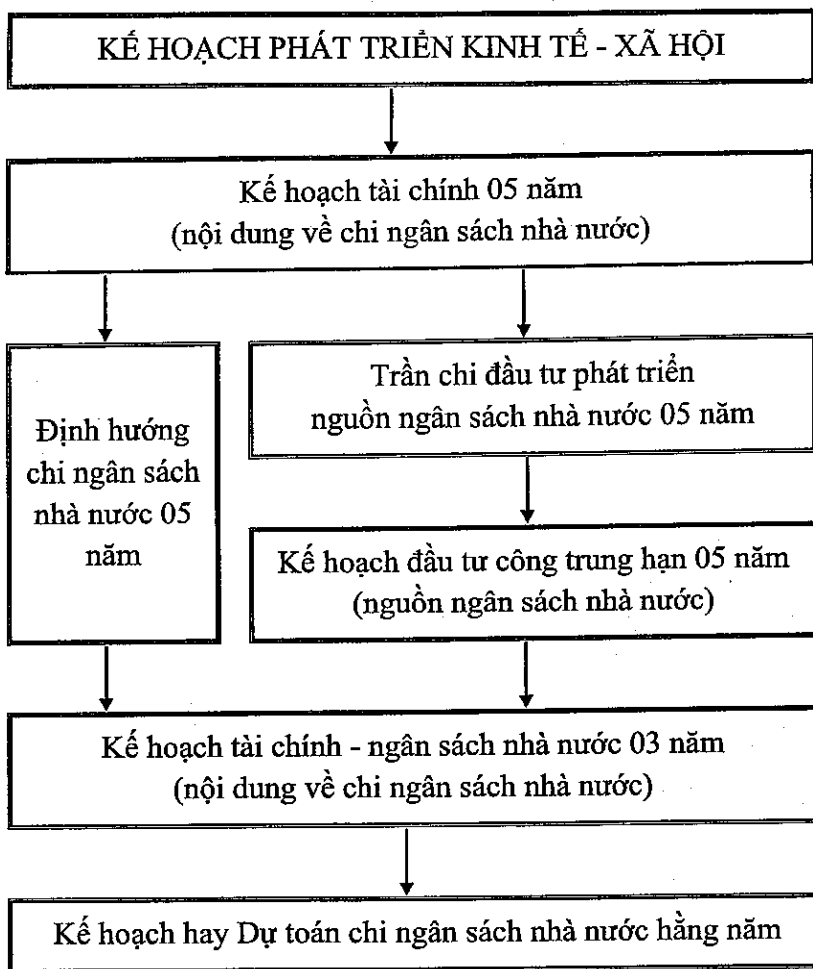 KẾ HOẠCH PHÁT TRIỂN KINH TẾ - XÃ HỘI
Kế hoạch tài chính 05 năm
(nội dung về chi ngân sách nhà nước)
Định hướng
chi ngân sách
nhà nước 05
năm
Trần chi đầu tư phát triển
nguồn ngân sách nhà nước 05 năm
Kế hoạch đầu tư công trung hạn 05 năm
(nguồn ngân sách nhà nước)
Kế hoạch tài chính - ngân sách nhà nước 03 năm
(nội dung về chi ngân sách nhà nước)
Kế hoạch hay Dự toán chi ngân sách nhà nước hằng năm